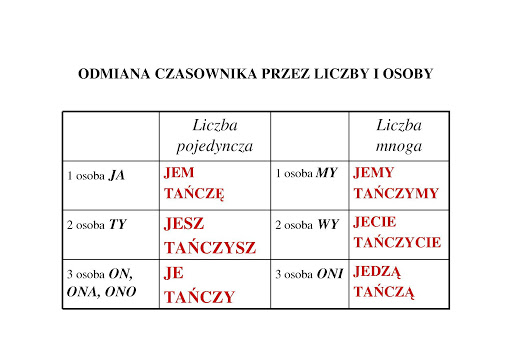 ODMIANA CZASOWNIKA PRZEZ LICZBY I OSOBY
Liczba
pojedyncza
Liczba
mnoga
1 osoba JA
JEM
TAŃCZĘ
1 osoba MY
JEMY
TAŃCZYMY
2 osoba TY
JESZ
TAŃCZYSZ
2 osoba WY
JECIE
TAŃCZYCIE
3 osoba ON,
ONA, ONO
JE
TAŃCZY
3 osoba ONI
JEDZĄ
TAŃCZĄ